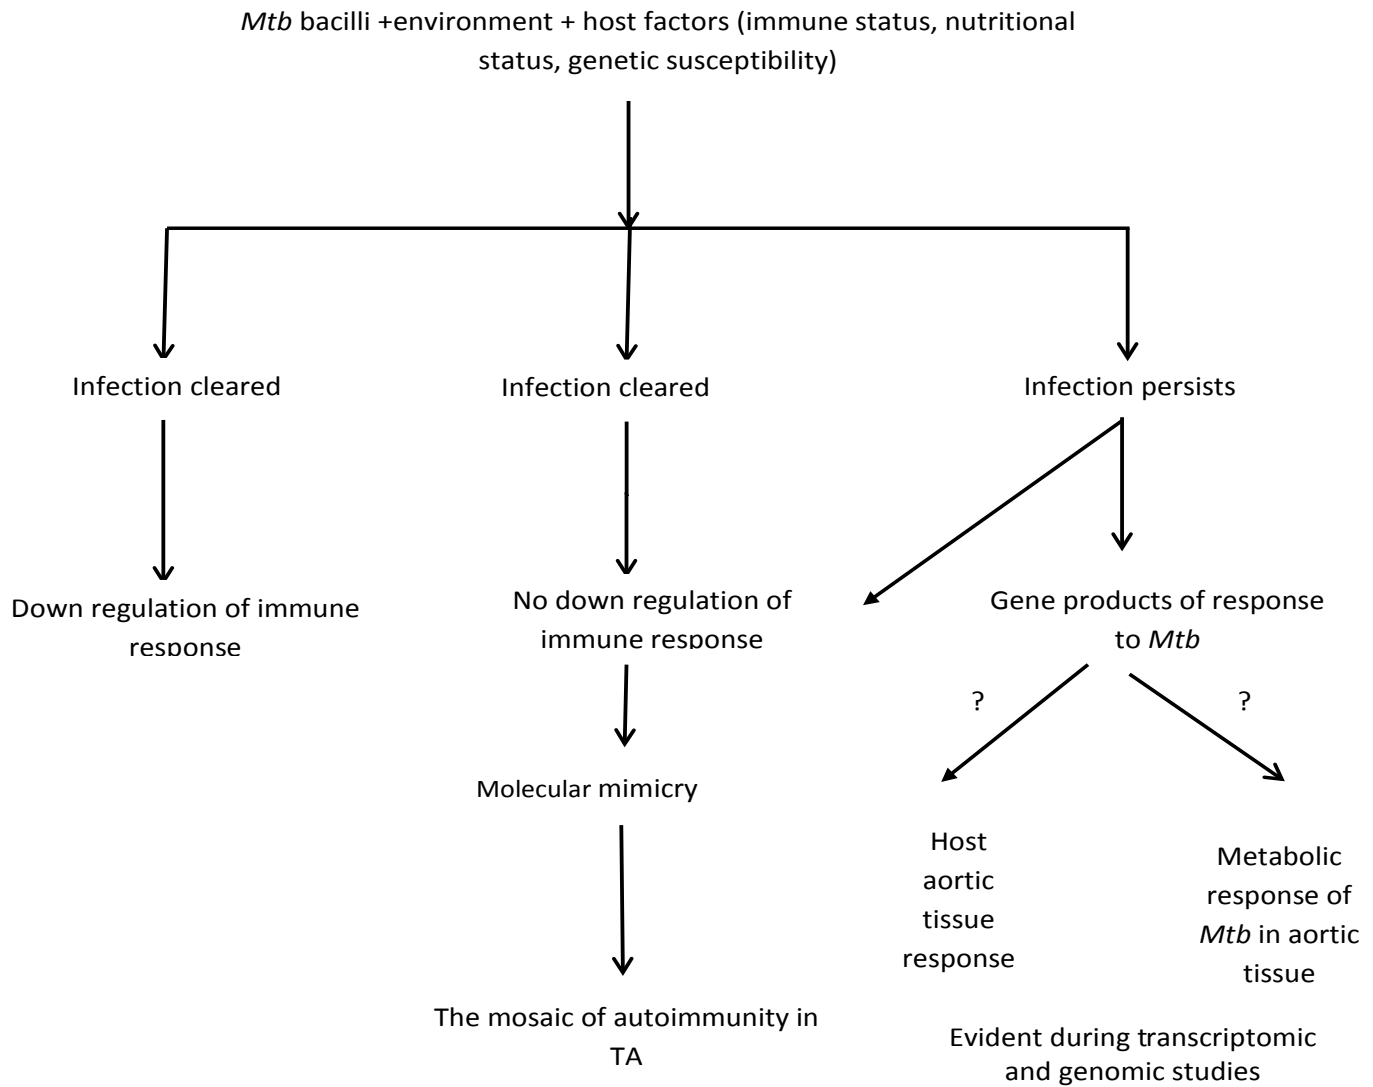 Mtb bacilli +environment + host factors (immune status, nutritional
status, genetic susceptibility)
Infection cleared
Infection cleared
Infection persists
Down regulation of immune
response
No down regulation of
immune response
Gene products of response
to Mtb
?
?
Molecular mimicry
Host
aortic
tissue
response
Metabolic
response of
Mtb in aortic
tissue
The mosaic of autoimmunity in
TA
Evident during transcriptomic
and genomic studies